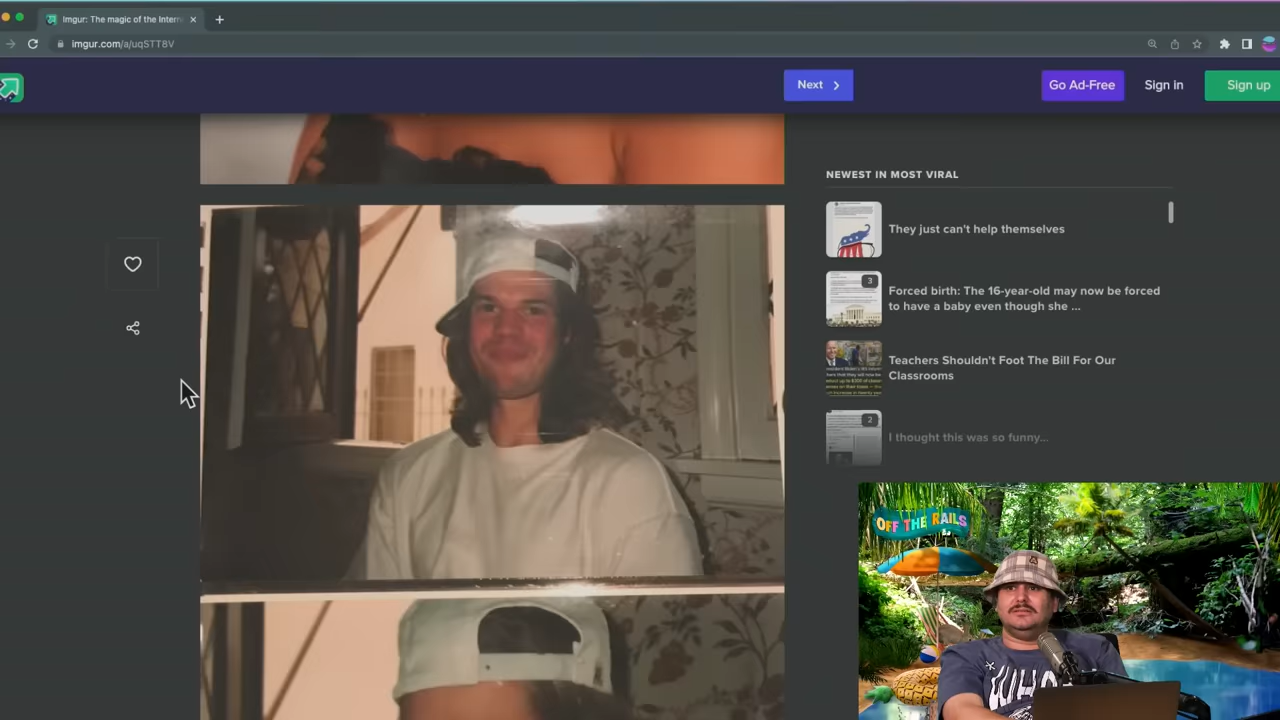 Imgur: The magic of the Intern
imgur.com/a/uqSTT8V
Next
Go Ad-Free
Sign in
Sign up
NEWEST IN MOST VIRAL
They just can't help themselves
3
Forced birth: The 16-year-old may now be forced
to have a baby even though she ...
Teachers Shouldn't Foot The Bill For Our
Classrooms
2
I thought this was so funny...
OFF THE RAILS